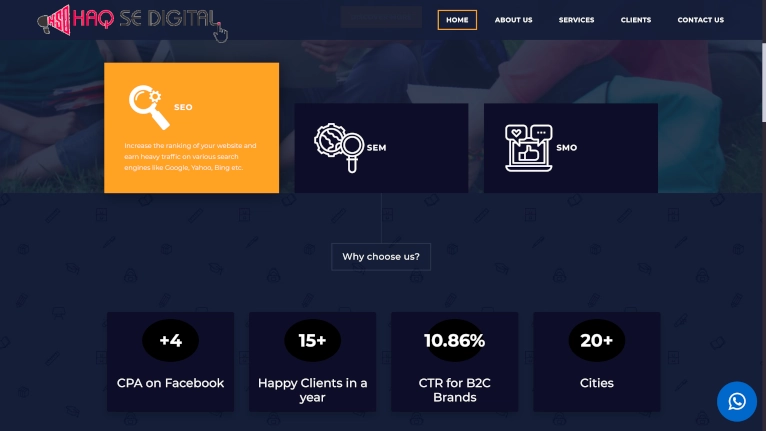 HSD HAQ SE DIGITAL
HOME
ABOUT US
SERVICES
CLIENTS
CONTACT US
SEO
Increase the ranking of your website and
earn heavy traffic on various search
engines like Google, Yahoo, Bing etc.
SEM
SMO
Why choose us?
+4
CPA on Facebook
15+
Happy Clients in a
year
10.86%
CTR for B2C
Brands
20+
Cities